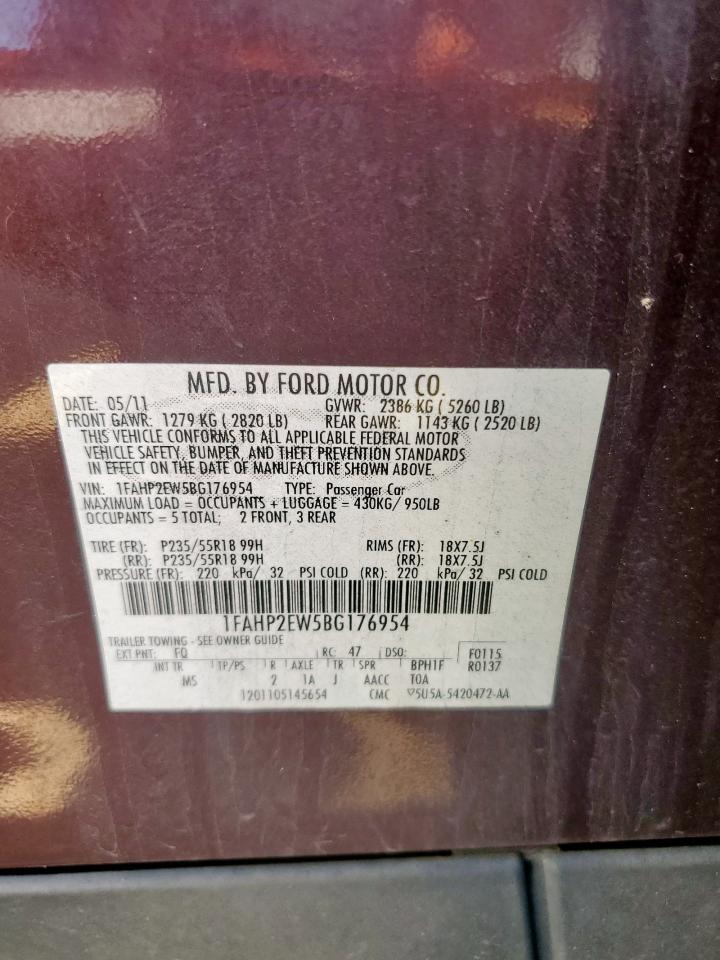 MFD. BY FORD MOTOR CO.
DATE: 05/11 GVWR: 2386 KG ( 5260 LB)
FRONT GAWR: 1279 KG ( 2820 LB) REAR GAWR: 1143 KG ( 2520 LB)
THIS VEHICLE CONFORMS TO ALL APPLICABLE FEDERAL MOTOR
VEHICLE SAFETY, BUMPER, AND THEFT PREVENTION STANDARDS
IN EFFECT ON THE DATE OF MANUFACTURE SHOWN ABOVE.
VIN: 1FAHP2EW5BG176954 TYPE: Passenger Car
MAXIMUM LOAD = OCCUPANTS + LUGGAGE = 430KG/ 950LB
OCCUPANTS = 5 TOTAL; 2 FRONT, 3 REAR
TIRE (FR): P235/55R18 99H RIMS (FR): 18X7.5J
(RR): P235/55R18 99H (RR): 18X7.5J
PRESSURE (FR): 220 kPa/ 32 PSI COLD (RR): 220 kPa/ 32 PSI COLD
1FAHP2EW5BG176954
TRAILER TOWING - SEE OWNER GUIDE
EXT PNT: FQ RC: 47 DSO: F0115
INT TR TP/PS R AXLE TR SPR BPH1F R0137
M5 2 1A J AACC T0A
1201105145654 CMC ▽5U5A-5420472-AA